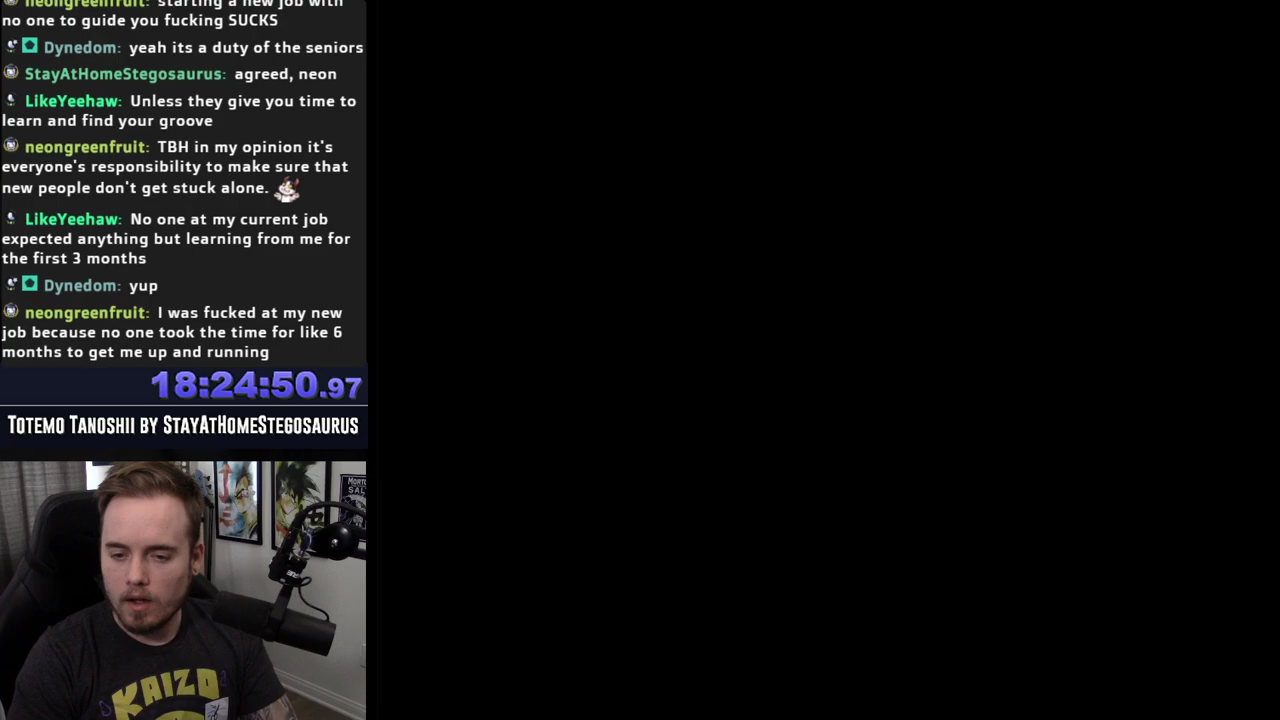 neongreenfruit: starting a new job with
no one to guide you fucking SUCKS
Dynedom: yeah its a duty of the seniors
StayAtHomeStegosaurus: agreed, neon
LikeYeehaw: Unless they give you time to
learn and find your groove
neongreenfruit: TBH in my opinion it's
everyone's responsibility to make sure that
new people don't get stuck alone.
LikeYeehaw: No one at my current job
expected anything but learning from me for
the first 3 months
Dynedom: yup
neongreenfruit: I was fucked at my new
job because no one took the time for like 6
months to get me up and running
18:24:50.97
TOTEMO TANOSHII BY STAYATHOMESTEGOSAURUS
MORTON
SALT
KAIZO